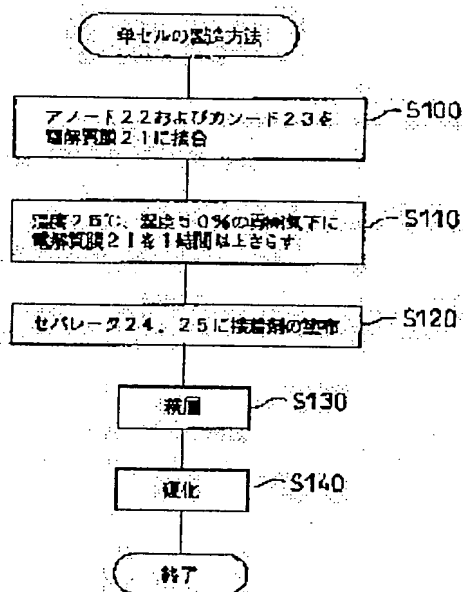 単セルの製造方法
アノード22およびカソード23を
電解質膜21に接合
S100
温度25℃、湿度50%の雰囲気下に
電解質膜21を1時間以上さらす
S110
セパレータ24、25に接着剤の塗布
S120
積層
S130
硬化
S140
終了